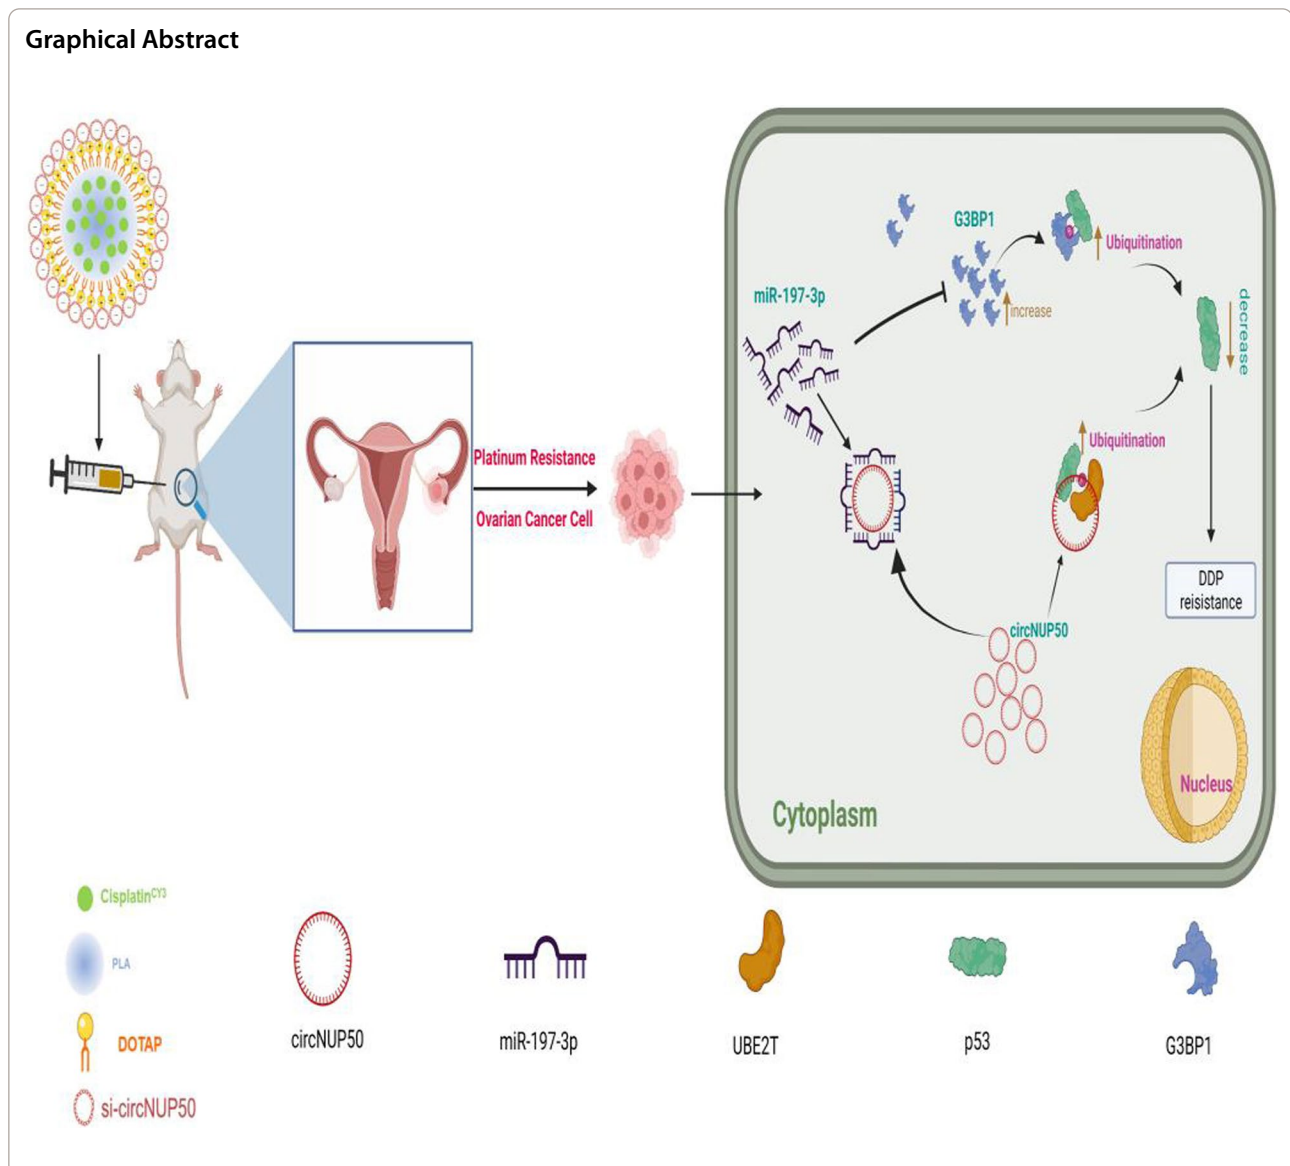 Graphical Abstract
G3BP1
Ubiquitination
miR-197-3p
increase
decrease
Platinum Resistance
Ovarian Cancer Cell
Ubiquitination
DDP
reisistance
circNUP50
Nucleus
Cytoplasm
CisplatinCY3
PLA
DOTAP
si-circNUP50
circNUP50
miR-197-3p
UBE2T
p53
G3BP1